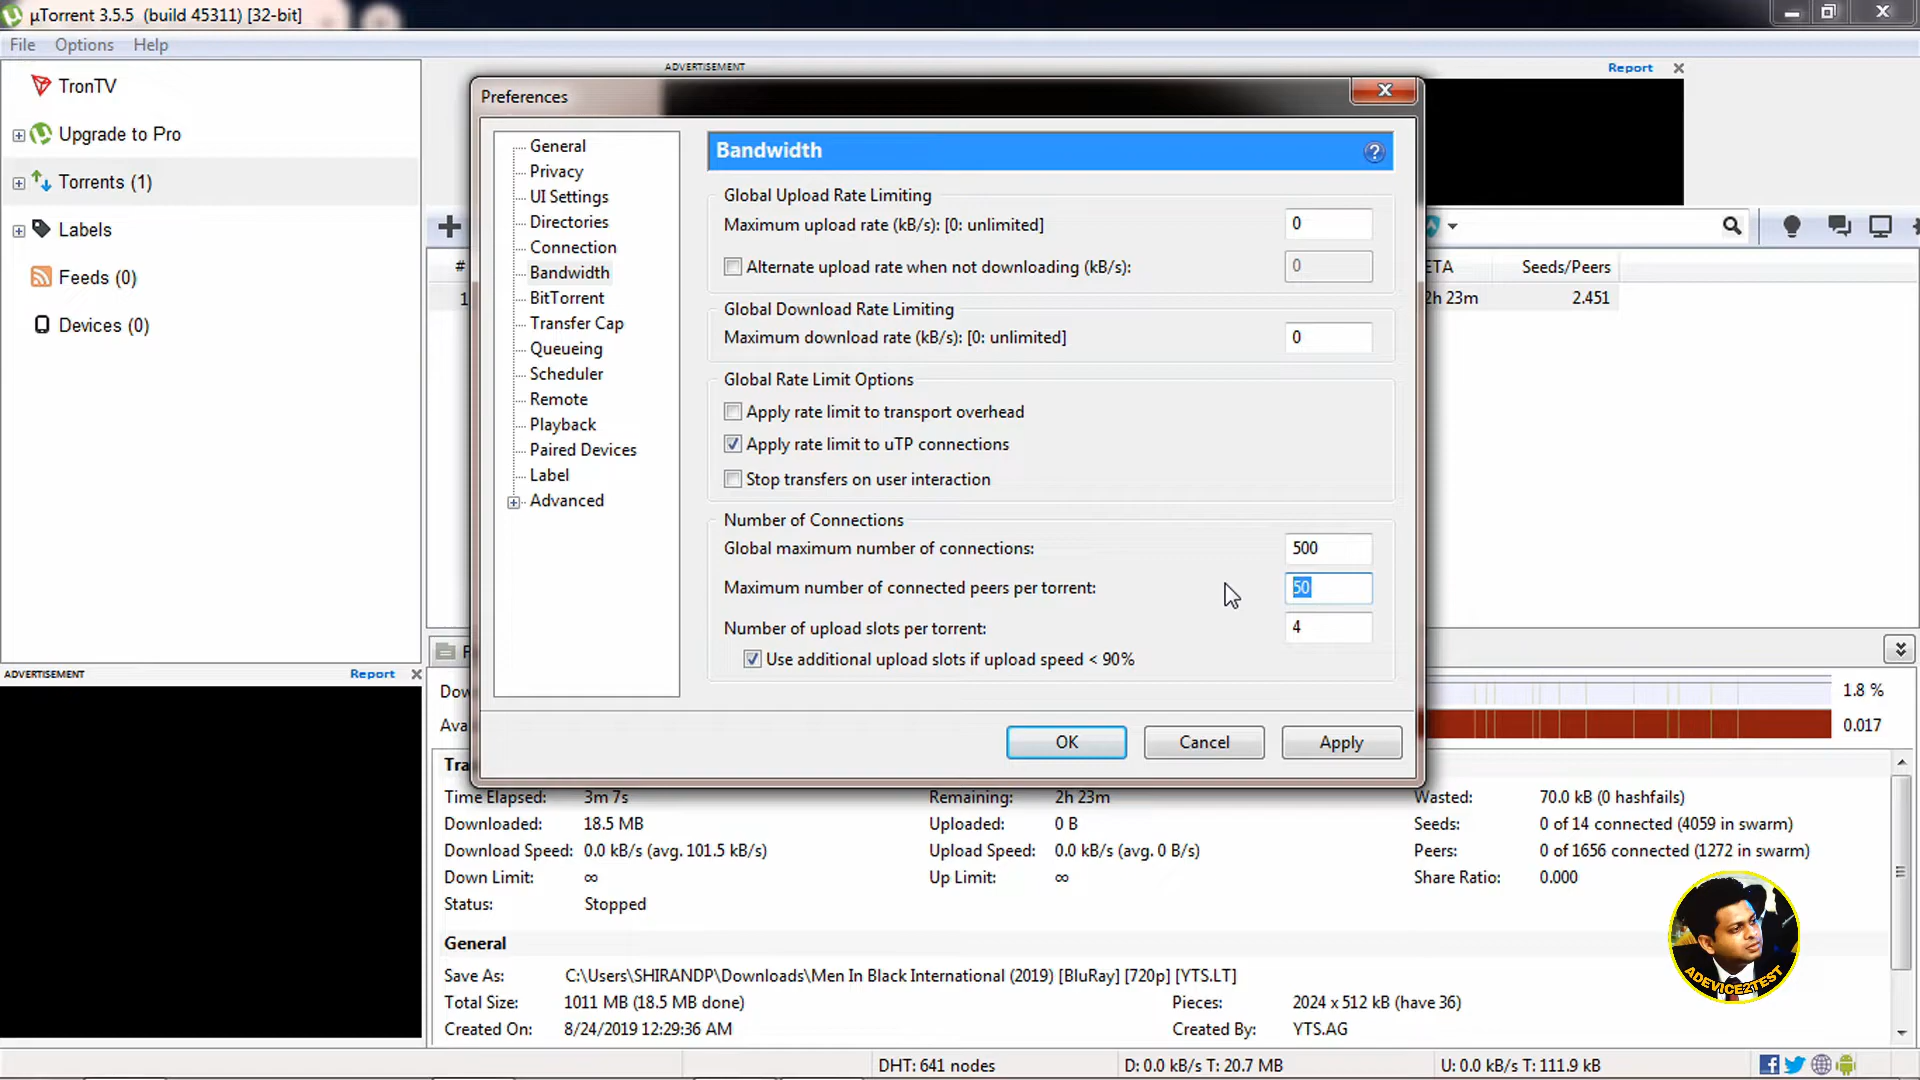 µTorrent 3.5.5 (build 45311) [32-bit]
File Options Help
TronTV
Upgrade to Pro
Torrents (1)
Labels
Feeds (0)
Devices (0)
ADVERTISEMENT
Report
Preferences
General
Privacy
UI Settings
Directories
Connection
Bandwidth
BitTorrent
Transfer Cap
Queueing
Scheduler
Remote
Playback
Paired Devices
Label
Advanced
Bandwidth
Global Upload Rate Limiting
Maximum upload rate (kB/s): [0: unlimited] 0
Alternate upload rate when not downloading (kB/s): 0
Global Download Rate Limiting
Maximum download rate (kB/s): [0: unlimited] 0
Global Rate Limit Options
Apply rate limit to transport overhead
Apply rate limit to uTP connections
Stop transfers on user interaction
Number of Connections
Global maximum number of connections: 500
Maximum number of connected peers per torrent: 50
Number of upload slots per torrent: 4
Use additional upload slots if upload speed < 90%
OK Cancel Apply
# TA Seeds/Peers
1 2h 23m 2.451
ADVERTISEMENT Report
Dow 1.8 %
Ava 0.017
Tra
Time Elapsed: 3m 7s Remaining: 2h 23m Wasted: 70.0 kB (0 hashfails)
Downloaded: 18.5 MB Uploaded: 0 B Seeds: 0 of 14 connected (4059 in swarm)
Download Speed: 0.0 kB/s (avg. 101.5 kB/s) Upload Speed: 0.0 kB/s (avg. 0 B/s) Peers: 0 of 1656 connected (1272 in swarm)
Down Limit: ∞ Up Limit: ∞ Share Ratio: 0.000
Status: Stopped
General
Save As: C:\Users\SHIRANDP\Downloads\Men In Black International (2019) [BluRay] [720p] [YTS.LT]
Total Size: 1011 MB (18.5 MB done) Pieces: 2024 x 512 kB (have 36)
Created On: 8/24/2019 12:29:36 AM Created By: YTS.AG
ADEVICE2TEST
DHT: 641 nodes D: 0.0 kB/s T: 20.7 MB U: 0.0 kB/s T: 111.9 kB